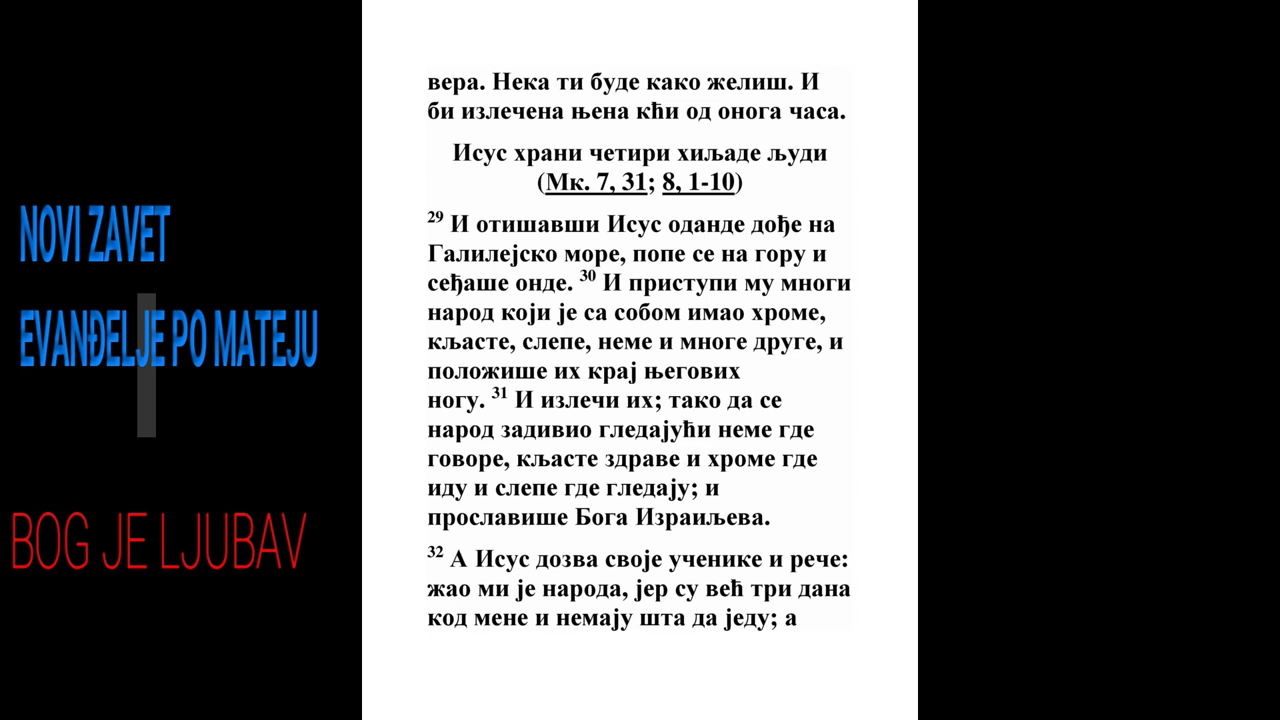 NOVI ZAVET
EVANĐELJE PO MATEJU
BOG JE LJUBAV
вера. Нека ти буде како желиш. И
би излечена њена кћи од онога часа.
Исус храни четири хиљаде људи
(Мк. 7, 31; 8, 1-10)
29 И отишавши Исус оданде дође на
Галилејско море, попе се на гору и
сеђаше онде. 30 И приступи му многи
народ који је са собом имао хроме,
кљасте, слепе, неме и многе друге, и
положише их крај његових
ногу. 31 И излечи их; тако да се
народ задивио гледајући неме где
говоре, кљасте здраве и хроме где
иду и слепе где гледају; и
прославише Бога Израиљева.
32 А Исус дозва своје ученике и рече:
жао ми је народа, јер су већ три дана
код мене и немају шта да једу; а